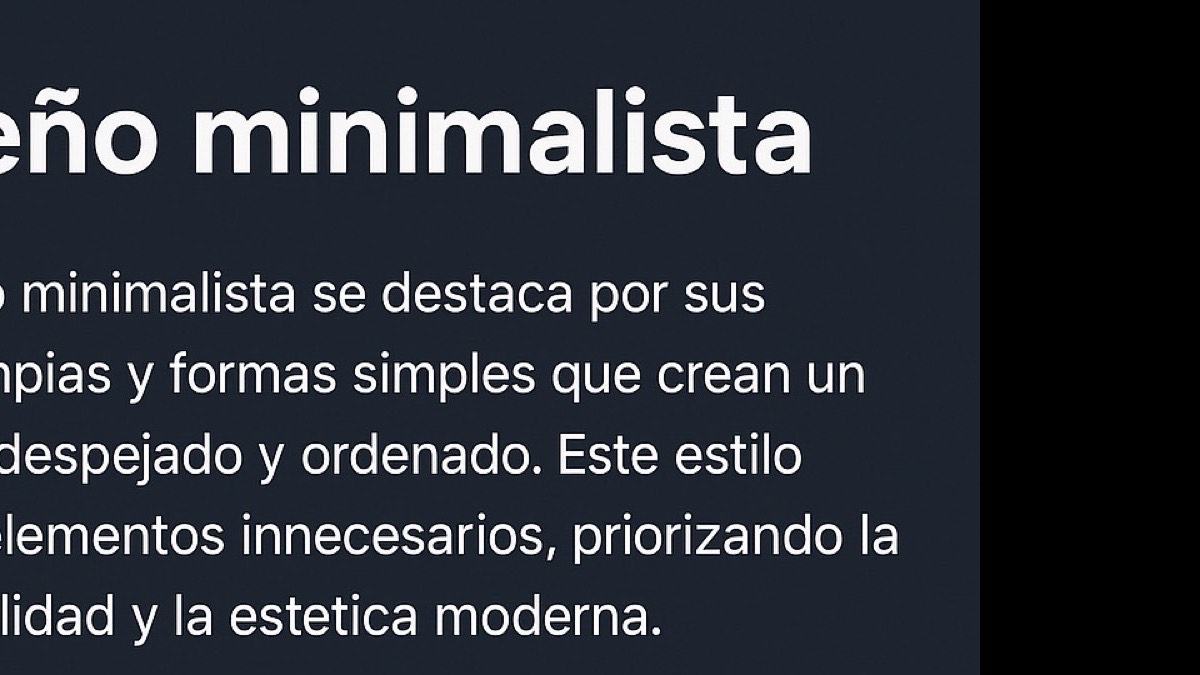 eño minimalista
o minimalista se destaca por sus
mpias y formas simples que crean un
despejado y ordenado. Este estilo
elementos innecesarios, priorizando la
lidad y la estetica moderna.